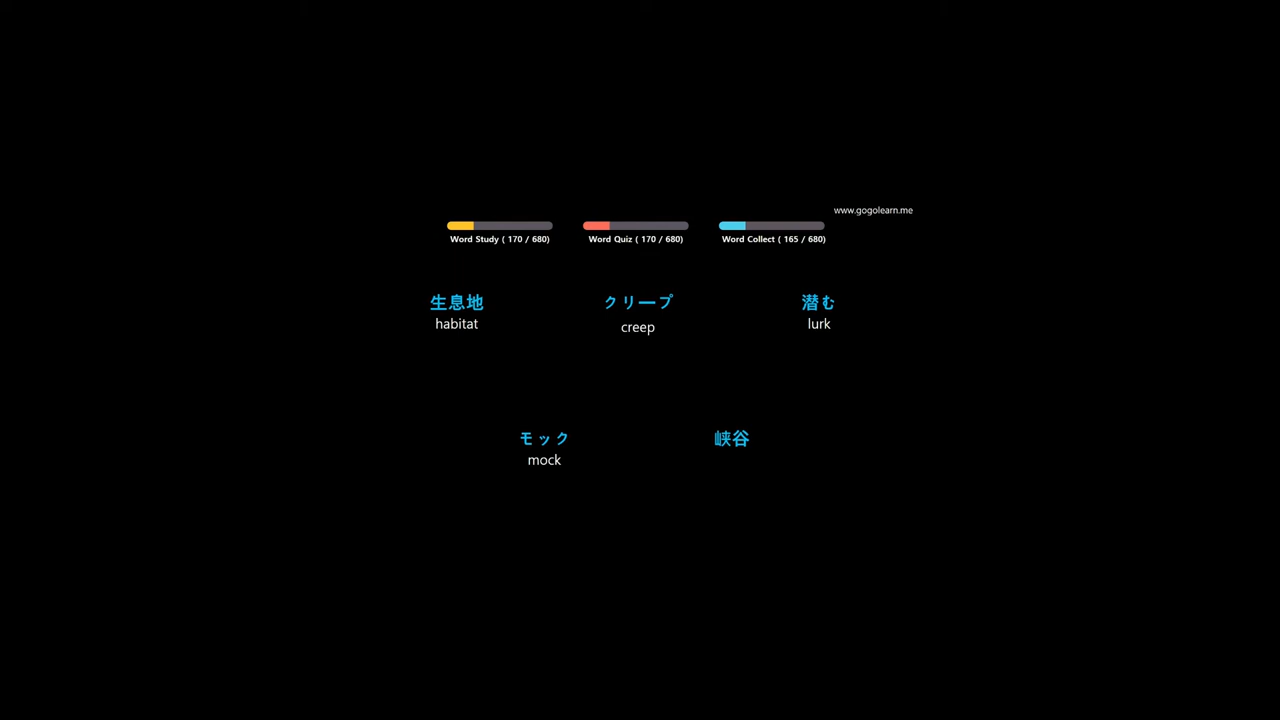 www.gogolearn.me
Word Study ( 170 / 680)
Word Quiz ( 170 / 680)
Word Collect ( 165 / 680)
生息地
habitat
クリープ
creep
潜む
lurk
モック
mock
峡谷